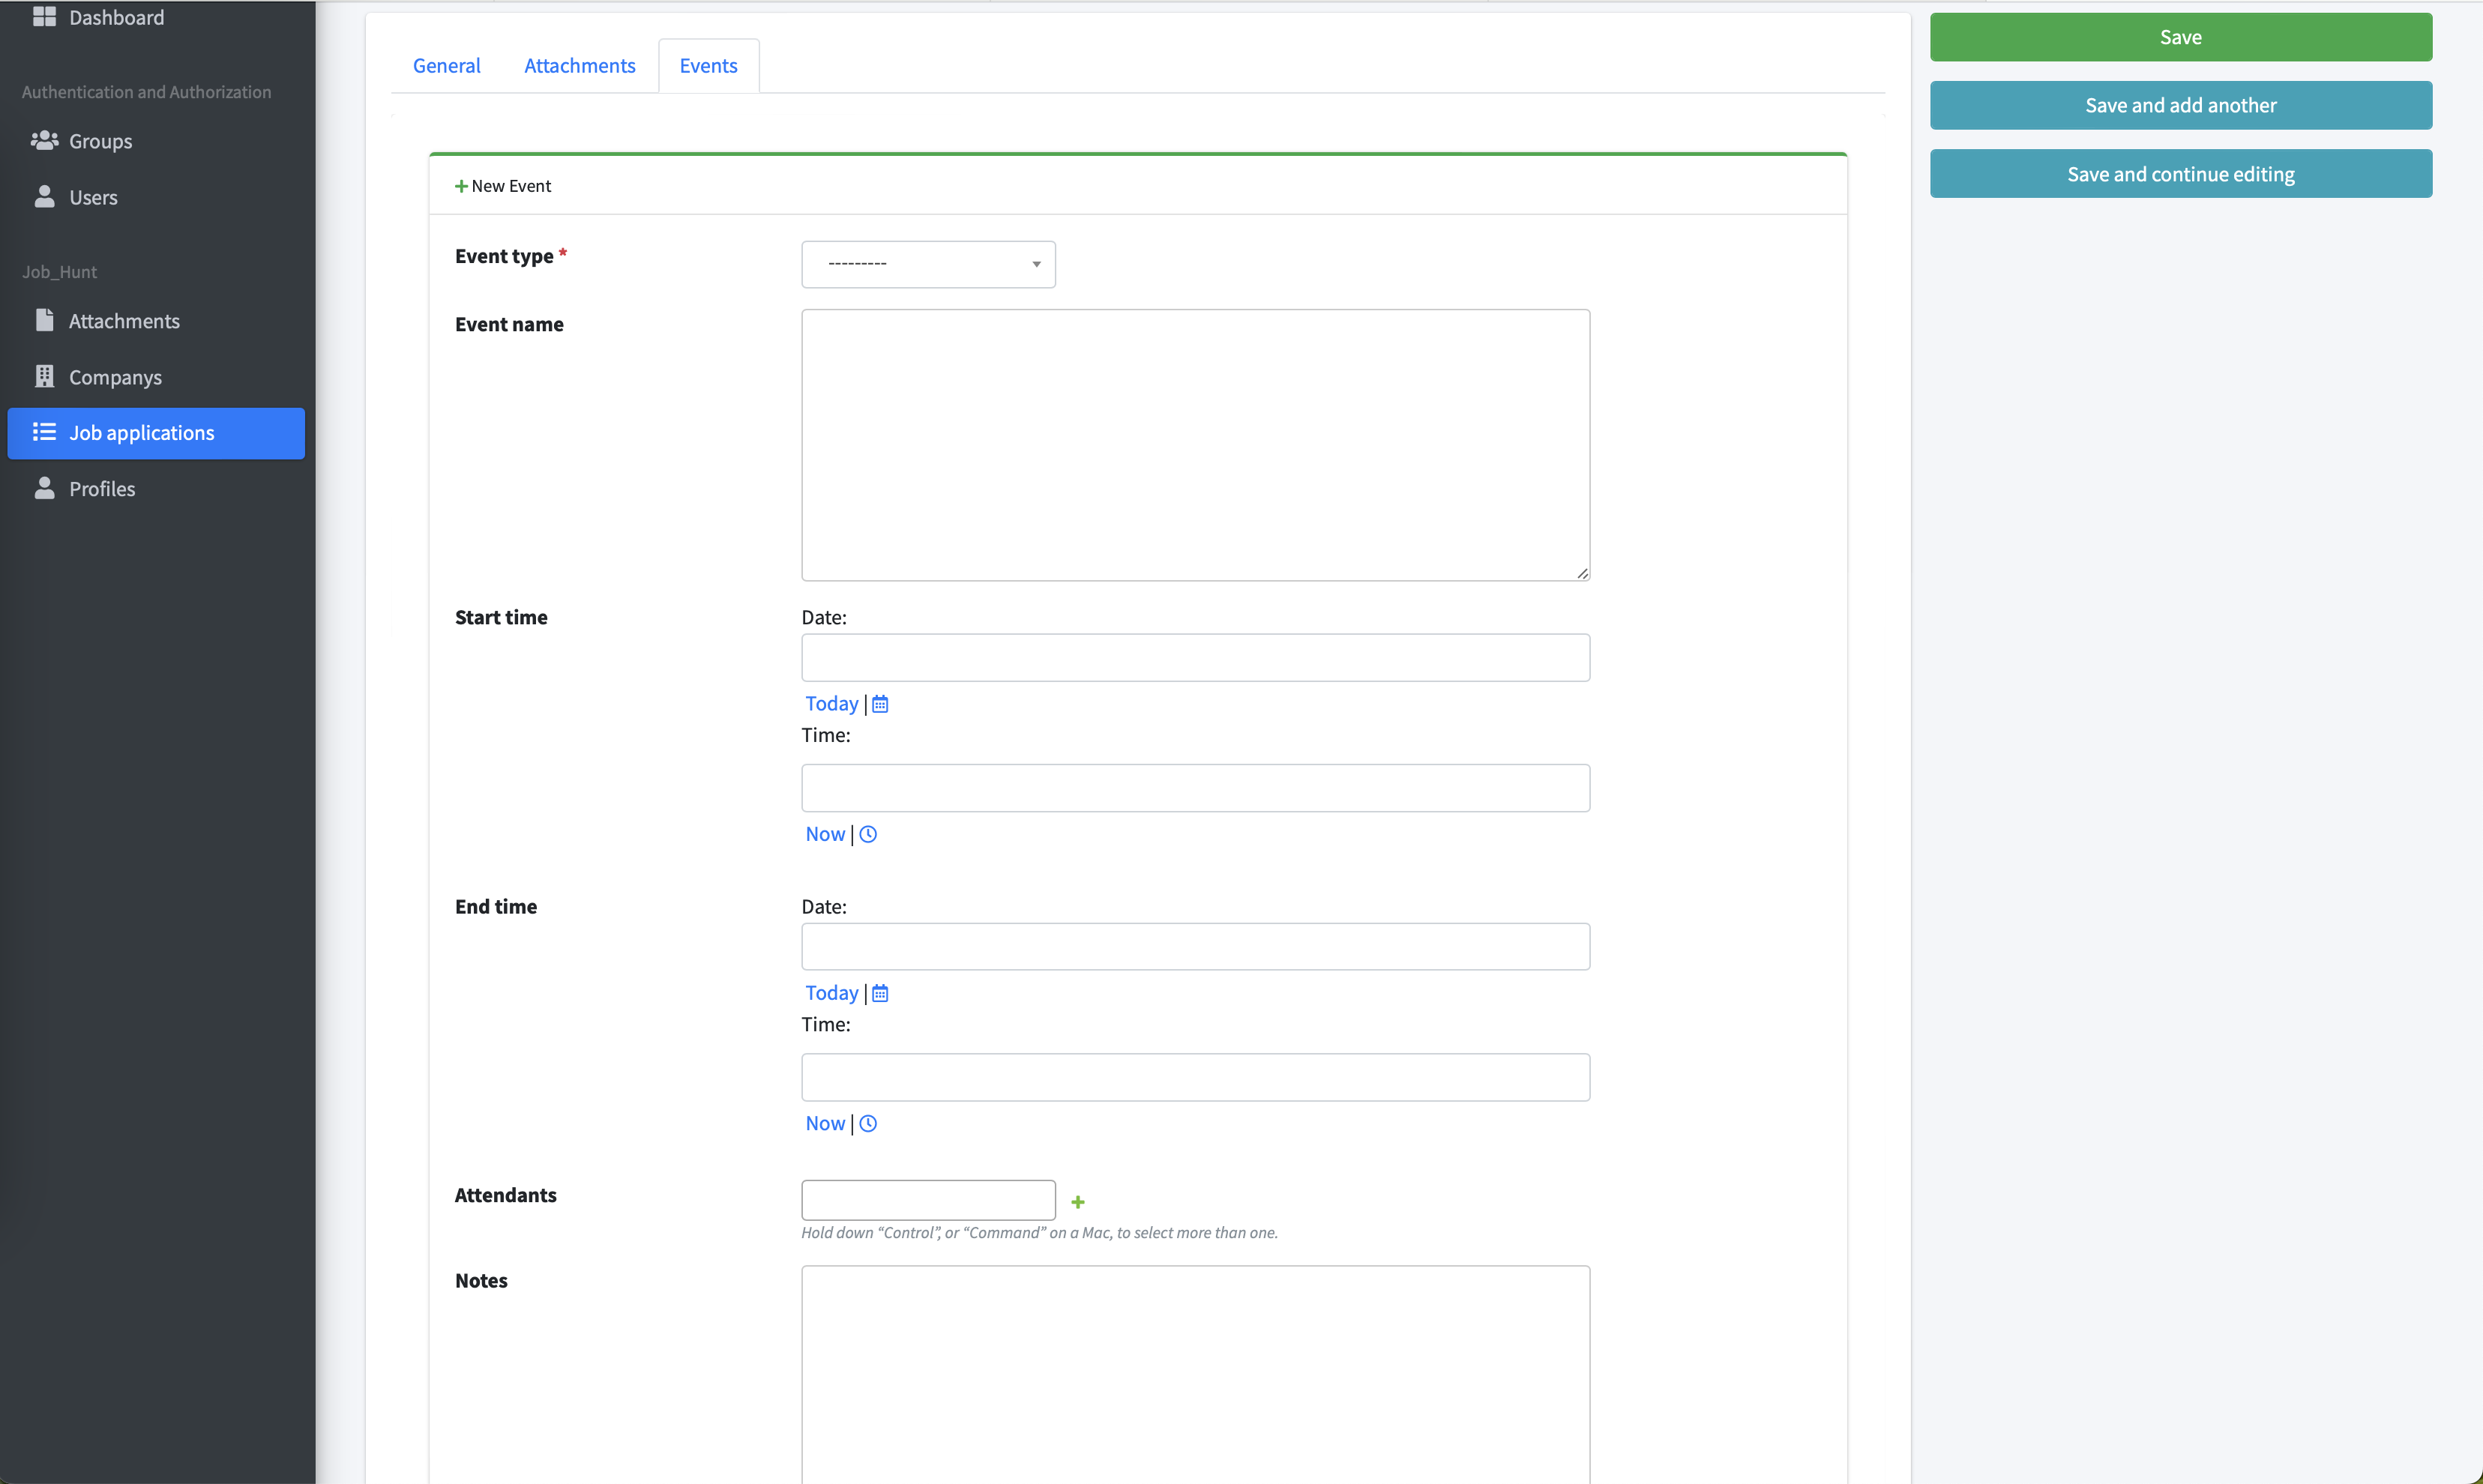 Dashboard
Authentication and Authorization
Groups
Users
Job_Hunt
Attachments
Companys
Job applications
Profiles
General
Attachments
Events
New Event
Event type *
---------
Event name
Start time
Date:
Today |
Time:
Now |
End time
Date:
Today |
Time:
Now |
Attendants
Hold down “Control”, or “Command” on a Mac, to select more than one.
Notes
Save
Save and add another
Save and continue editing